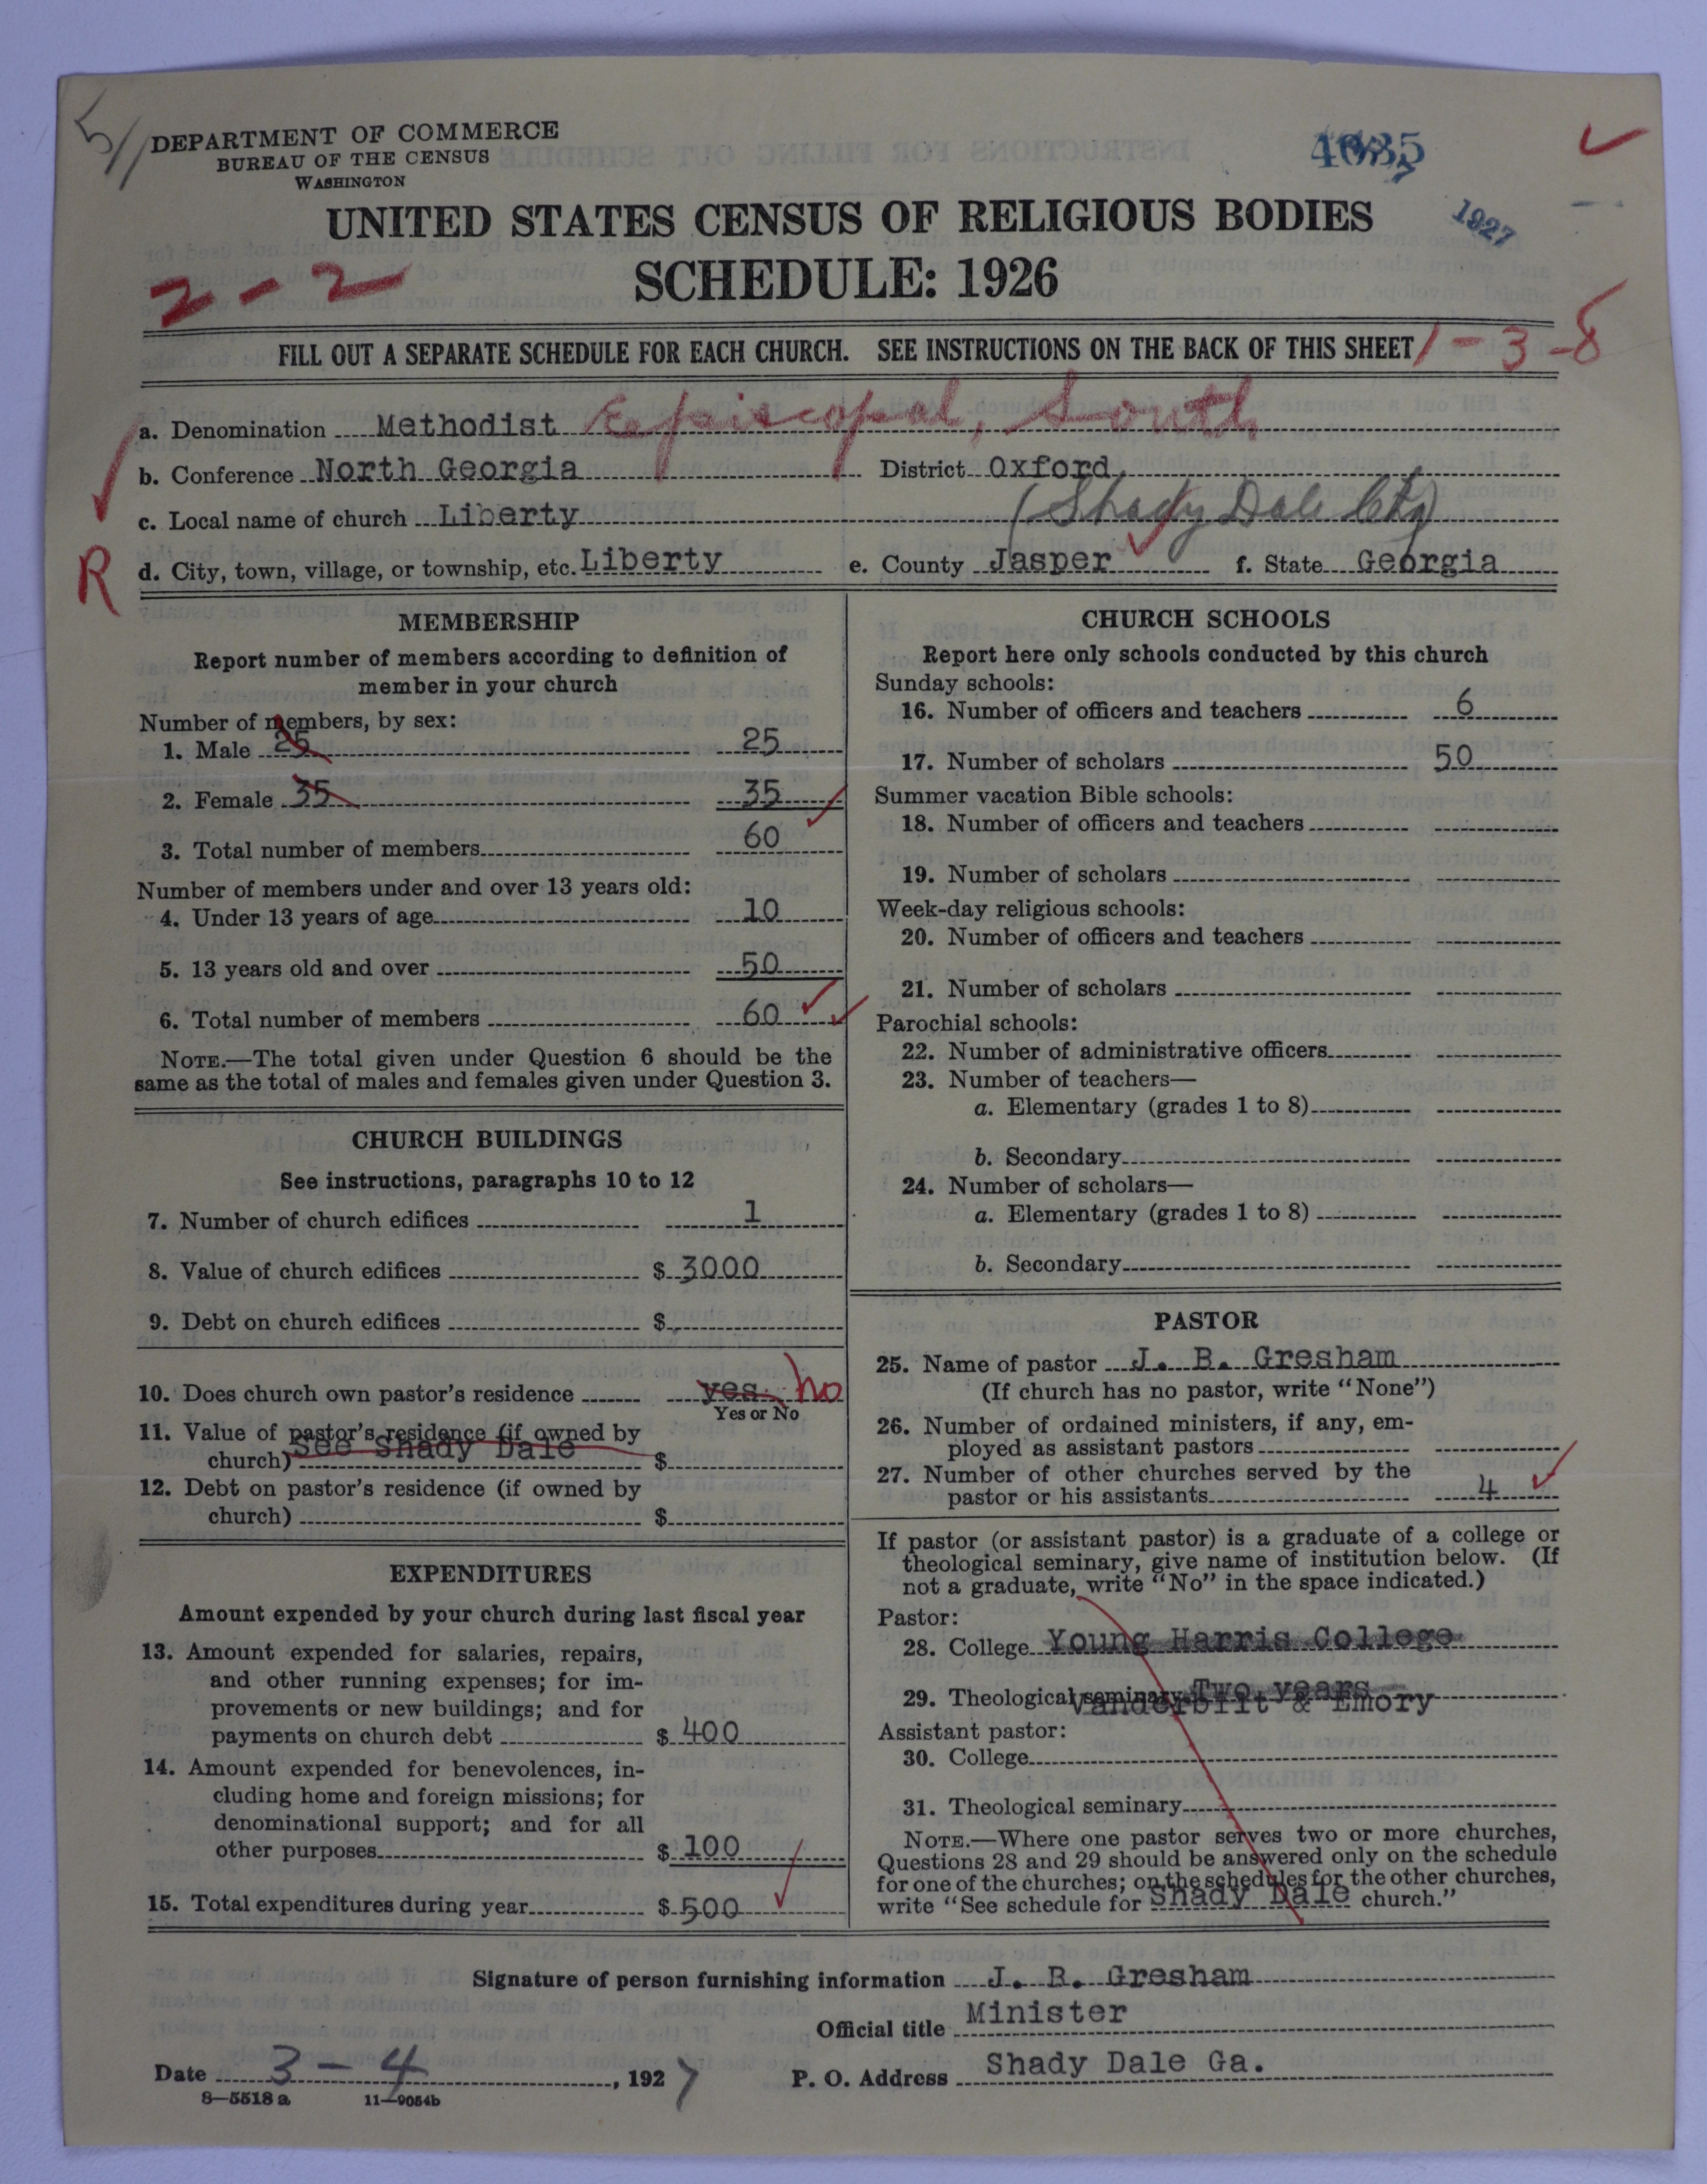 5/
DEPARTMENT OF COMMERCE
BUREAU OF THE CENSUS
WASHINGTON
1927
UNITED STATES CENSUS OF RELIGIOUS BODIES
2-2
SCHEDULE: 1926
FILL OUT A SEPARATE SCHEDULE FOR EACH CHURCH. SEE INSTRUCTIONS ON THE BACK OF THIS SHEET 1-3-8
a. Denomination Methodist Episcopal, South
b. Conference North Georgia District Oxford
c. Local name of church Liberty (Shady Dale Chg)
R d. City, town, village, or township, etc. Liberty e. County Jasper f. State Georgia
MEMBERSHIP
Report number of members according to definition of
member in your church
Number of members, by sex:
1. Male 25 25
2. Female 35 35
3. Total number of members 60
Number of members under and over 13 years old:
4. Under 13 years of age 10
5. 13 years old and over 50
6. Total number of members 60
NOTE.—The total given under Question 6 should be the
same as the total of males and females given under Question 3.
CHURCH BUILDINGS
See instructions, paragraphs 10 to 12
7. Number of church edifices 1
8. Value of church edifices $ 3000
9. Debt on church edifices $
10. Does church own pastor's residence yes. no
Yes or No
11. Value of pastor's residence (if owned by
church) See Shady Dale $
12. Debt on pastor's residence (if owned by
church) $
EXPENDITURES
Amount expended by your church during last fiscal year
13. Amount expended for salaries, repairs,
and other running expenses; for im-
provements or new buildings; and for
payments on church debt $ 400
14. Amount expended for benevolences, in-
cluding home and foreign missions; for
denominational support; and for all
other purposes $ 100
15. Total expenditures during year $ 500
CHURCH SCHOOLS
Report here only schools conducted by this church
Sunday schools:
16. Number of officers and teachers 6
17. Number of scholars 50
Summer vacation Bible schools:
18. Number of officers and teachers
19. Number of scholars
Week-day religious schools:
20. Number of officers and teachers
21. Number of scholars
Parochial schools:
22. Number of administrative officers
23. Number of teachers—
a. Elementary (grades 1 to 8)
b. Secondary
24. Number of scholars—
a. Elementary (grades 1 to 8)
b. Secondary
PASTOR
25. Name of pastor J. B. Gresham
(If church has no pastor, write "None")
26. Number of ordained ministers, if any, em-
ployed as assistant pastors
27. Number of other churches served by the
pastor or his assistants 4
If pastor (or assistant pastor) is a graduate of a college or
theological seminary, give name of institution below. (If
not a graduate, write "No" in the space indicated.)
Pastor:
28. College Young Harris College
29. Theological seminary Two years
Vanderbilt & Emory
Assistant pastor:
30. College
31. Theological seminary
NOTE.—Where one pastor serves two or more churches,
Questions 28 and 29 should be answered only on the schedule
for one of the churches; on the schedules for the other churches,
write "See schedule for Shady Dale church."
Signature of person furnishing information J. B. Gresham
Official title Minister
Date 3-4, 1927 P. O. Address Shady Dale Ga.
8-5518 a 11-9054b